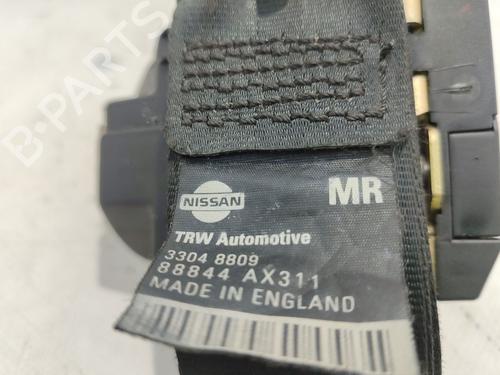 B-PARTS
NISSAN
MR
TRW Automotive
3304 8809
88844 AX311
MADE IN ENGLAND